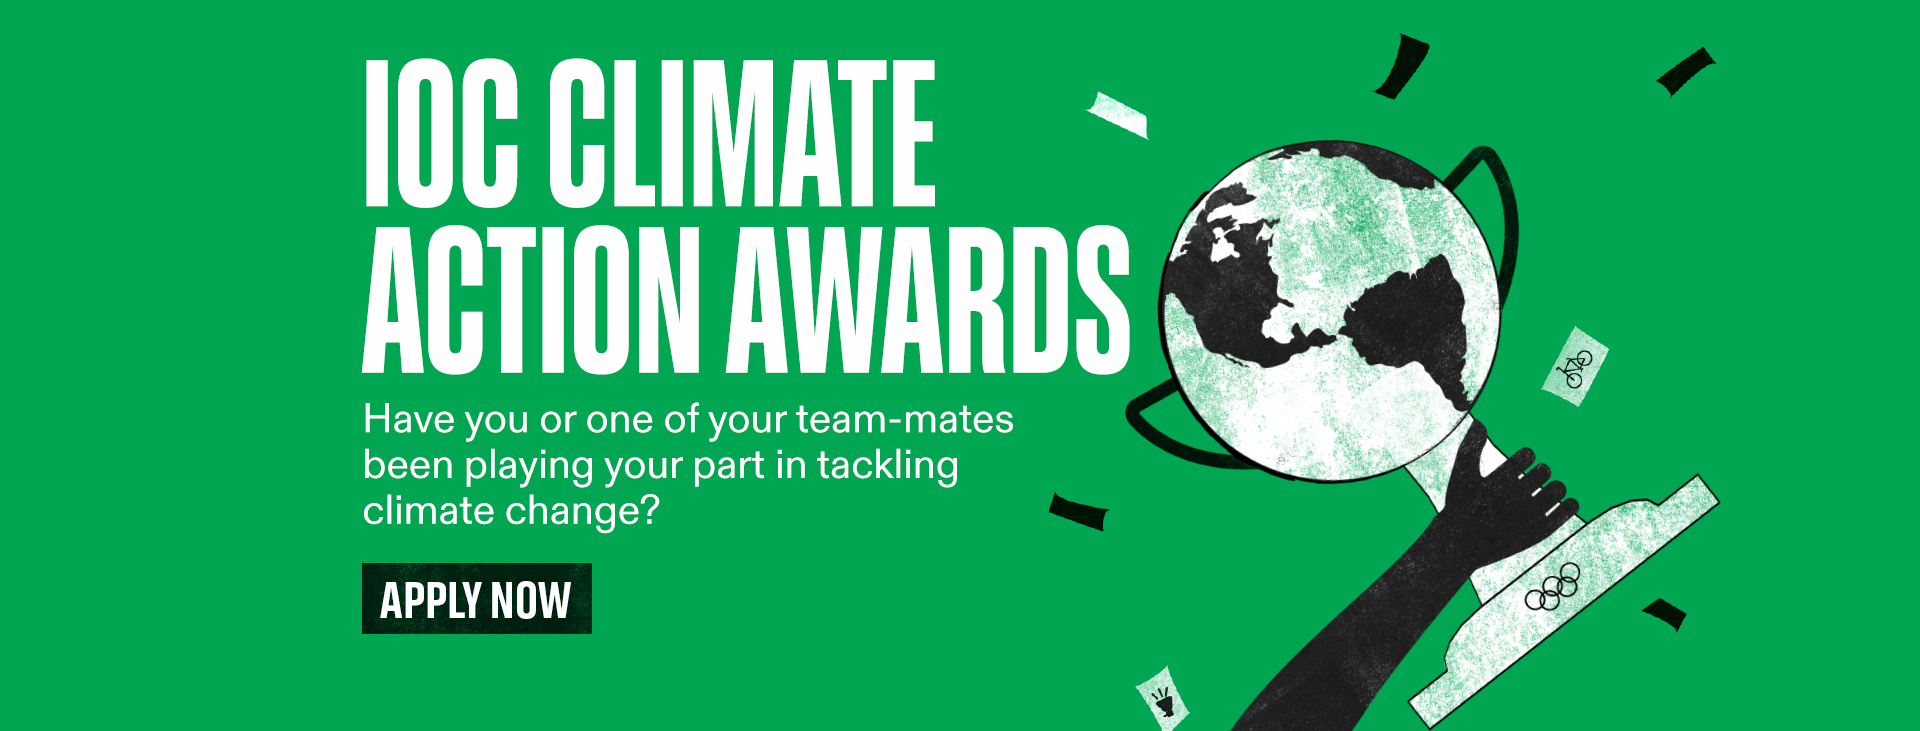 IOC CLIMATE
ACTION AWARDS
Have you or one of your team-mates
been playing your part in tackling
climate change?
APPLY NOW